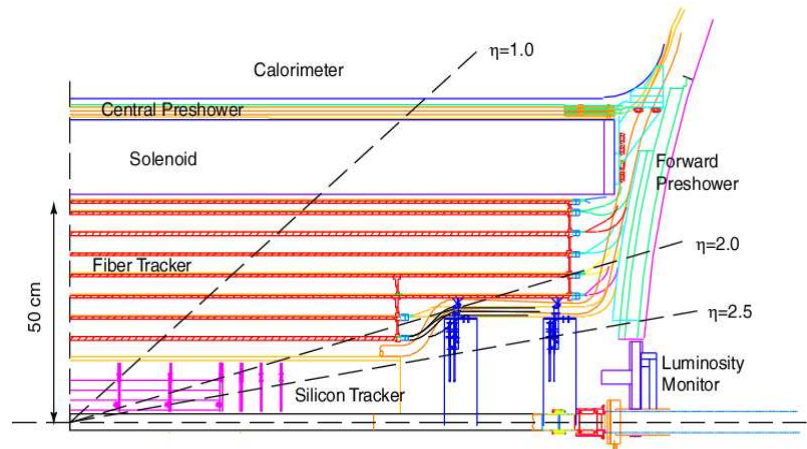 η=1.0
Calorimeter
Central Preshower
Solenoid
Forward
Preshower
η=2.0
Fiber Tracker
50 cm
η=2.5
Luminosity
Monitor
Silicon Tracker